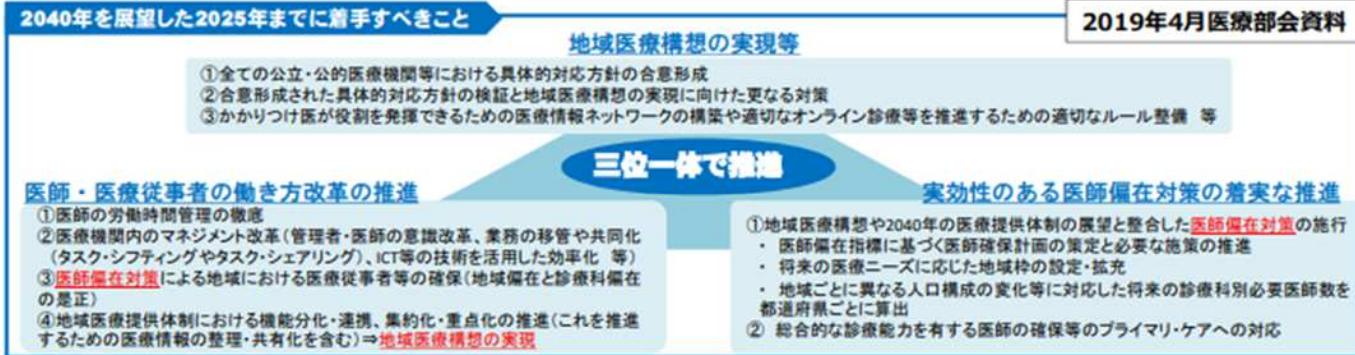 2040年を展望した2025年までに着手すべきこと
2019年4月医療部会資料
地域医療構想の実現等
①全ての公立・公的医療機関等における具体的対応方針の合意形成
②合意形成された具体的対応方針の検証と地域医療構想の実現に向けた更なる対策
③かかりつけ医が役割を発揮できるための医療情報ネットワークの構築や適切なオンライン診療等を推進するための適切なルール整備 等
三位一体で推進
医師・医療従事者の働き方改革の推進
①医師の労働時間管理の徹底
②医療機関内のマネジメント改革（管理者・医師の意識改革、業務の移管や共同化
（タスク・シフティングやタスク・シェアリング）、ICT等の技術を活用した効率化 等）
③医師偏在対策による地域における医療従事者等の確保（地域偏在と診療科偏在
の是正）
④地域医療提供体制における機能分化・連携、集約化・重点化の推進（これを推進
するための医療情報の整理・共有化を含む）⇒地域医療構想の実現
実効性のある医師偏在対策の着実な推進
①地域医療構想や2040年の医療提供体制の展望と整合した医師偏在対策の施行
・ 医師偏在指標に基づく医師確保計画の策定と必要な施策の推進
・ 将来の医療ニーズに応じた地域枠の設定・拡充
・ 地域ごとに異なる人口構成の変化等に対応した将来の診療科別必要医師数を
都道府県ごとに算出
② 総合的な診療能力を有する医師の確保等のプライマリ・ケアへの対応